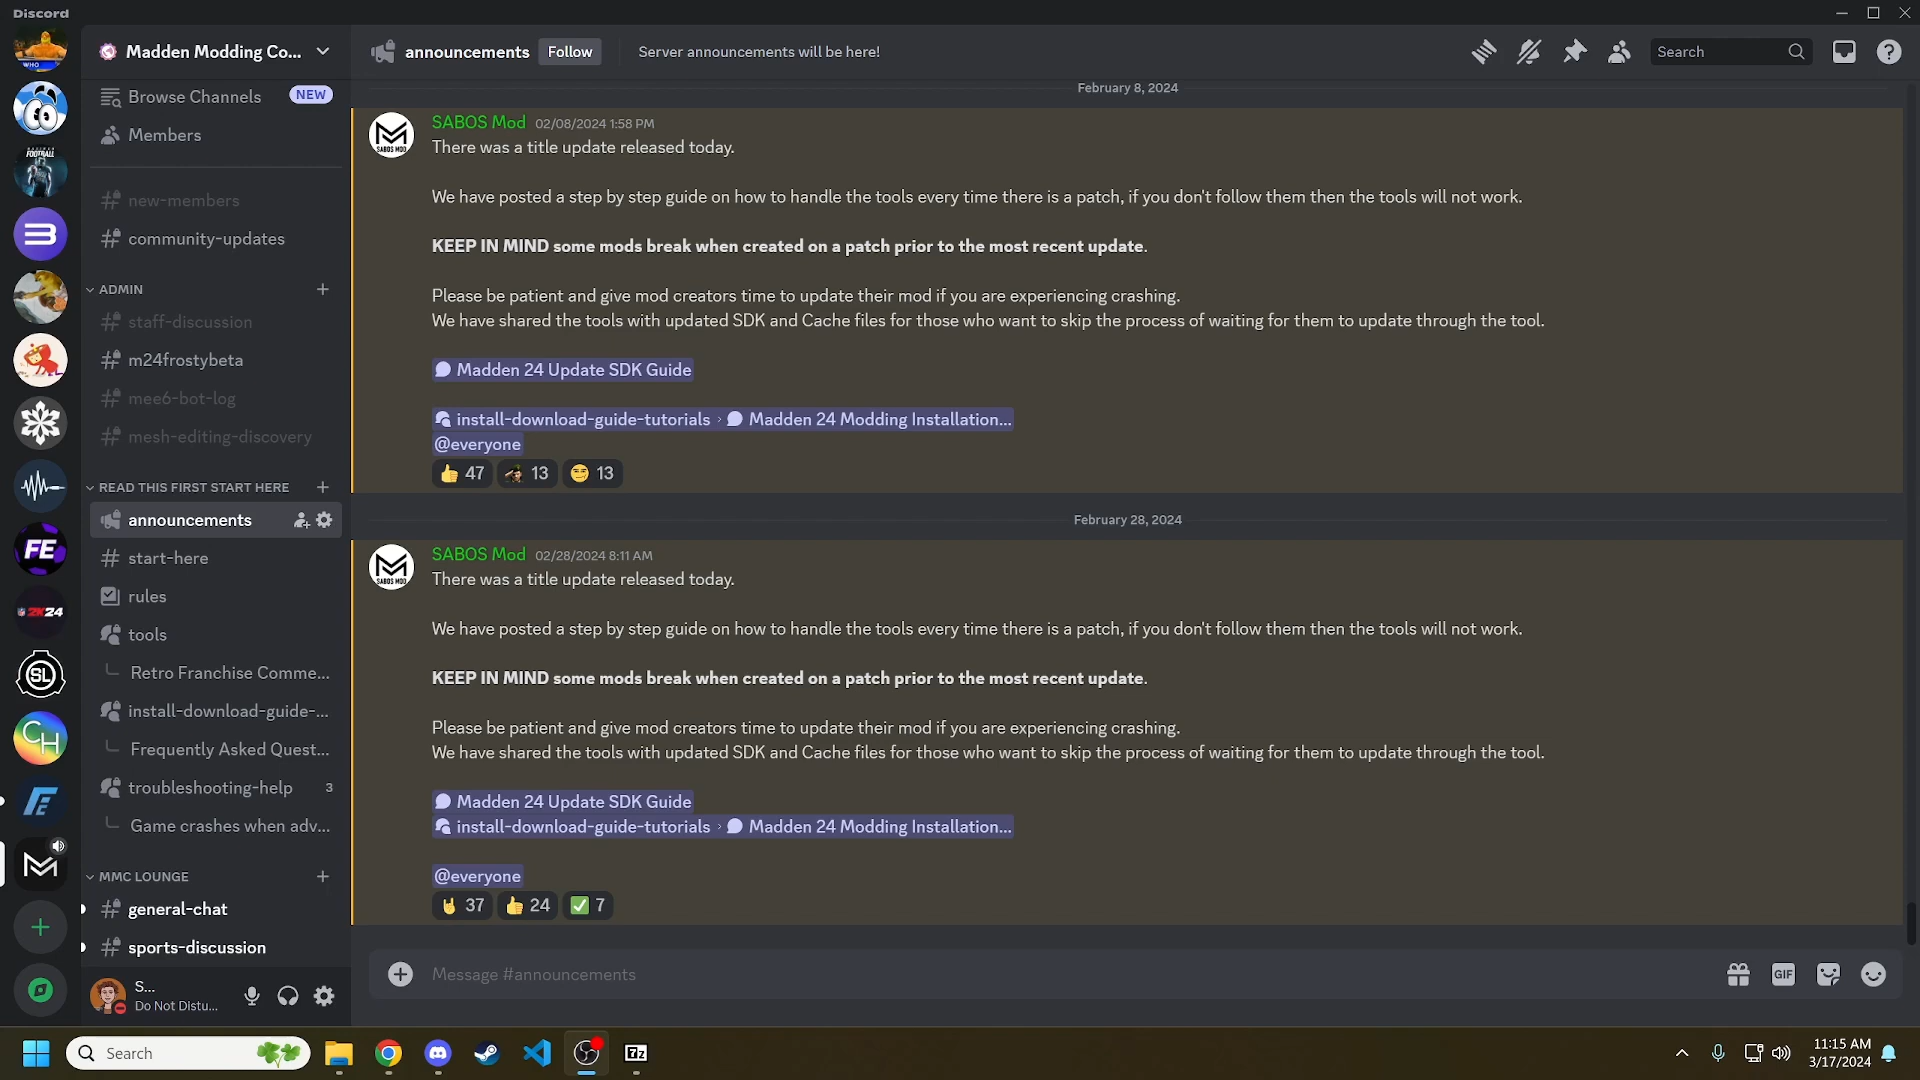 Discord
WHO
Madden Modding Co...
announcements
Follow
Server announcements will be here!
Search
Browse Channels
NEW
Members
new-members
community-updates
ADMIN
staff-discussion
m24frostybeta
mee6-bot-log
mesh-editing-discovery
READ THIS FIRST START HERE
announcements
start-here
rules
tools
Retro Franchise Comme...
install-download-guide-...
Frequently Asked Quest...
troubleshooting-help 3
Game crashes when adv...
MMC LOUNGE
general-chat
sports-discussion
S...
Do Not Distu...
FOOTBALL
FE
2K24
SL
CH
February 8, 2024
SABOS MOD
SABOS Mod 02/08/2024 1:58 PM
There was a title update released today.
We have posted a step by step guide on how to handle the tools every time there is a patch, if you don't follow them then the tools will not work.
KEEP IN MIND some mods break when created on a patch prior to the most recent update.
Please be patient and give mod creators time to update their mod if you are experiencing crashing.
We have shared the tools with updated SDK and Cache files for those who want to skip the process of waiting for them to update through the tool.
Madden 24 Update SDK Guide
install-download-guide-tutorials › Madden 24 Modding Installation...
@everyone
👍 47 13 😌 13
February 28, 2024
SABOS MOD
SABOS Mod 02/28/2024 8:11 AM
There was a title update released today.
We have posted a step by step guide on how to handle the tools every time there is a patch, if you don't follow them then the tools will not work.
KEEP IN MIND some mods break when created on a patch prior to the most recent update.
Please be patient and give mod creators time to update their mod if you are experiencing crashing.
We have shared the tools with updated SDK and Cache files for those who want to skip the process of waiting for them to update through the tool.
Madden 24 Update SDK Guide
install-download-guide-tutorials › Madden 24 Modding Installation...
@everyone
🤘 37 👍 24 ✅ 7
Message #announcements
GIF
Search
7z
11:15 AM
3/17/2024